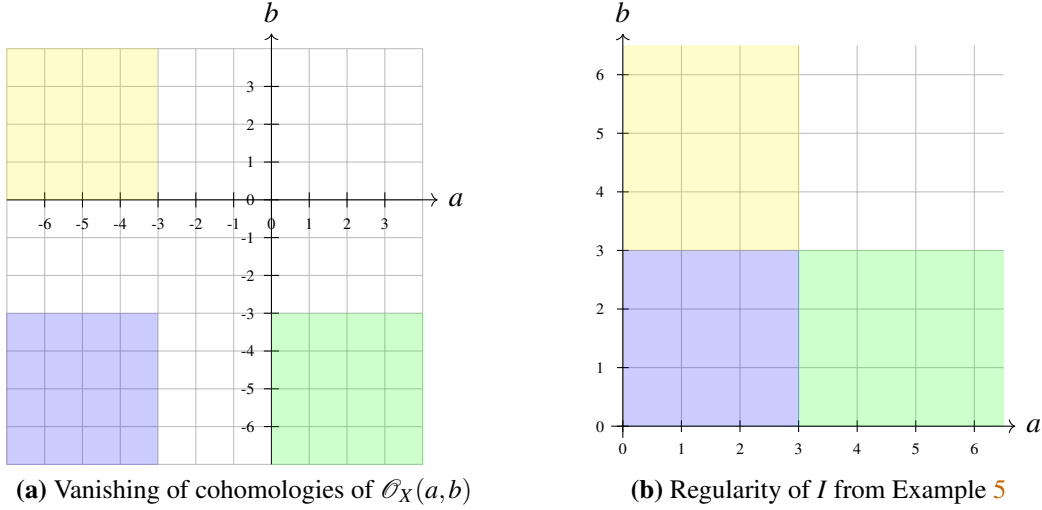 b
3
2
1
0
a
-6 -5 -4 -3 -2 -1 0 1 2 3
-1
-2
-3
-4
-5
-6
(a) Vanishing of cohomologies of 𝒪_X(a,b)
b
6
5
4
3
2
1
0
a
0 1 2 3 4 5 6
(b) Regularity of I from Example 5